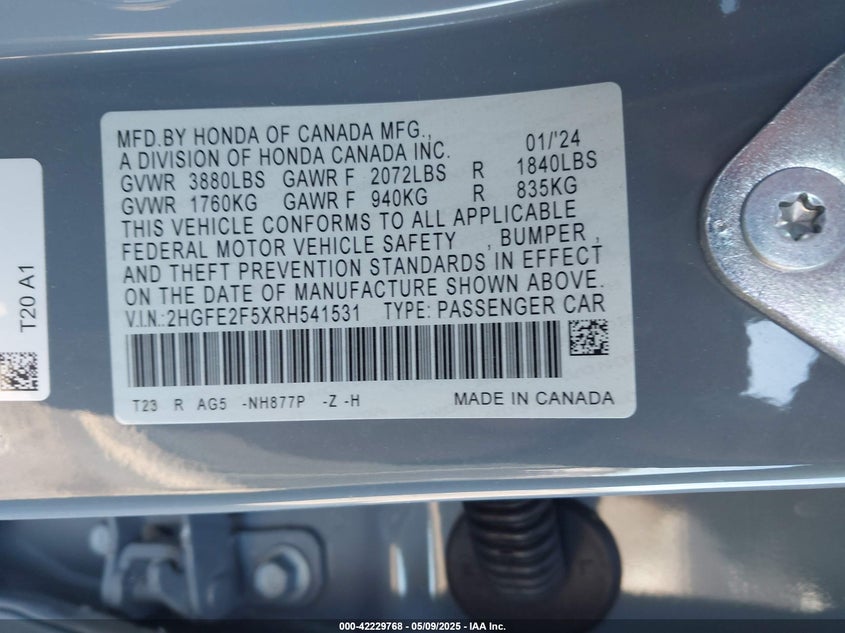 MFD.BY HONDA OF CANADA MFG., 01/'24
A DIVISION OF HONDA CANADA INC.
GVWR 3880LBS GAWR F 2072LBS R 1840LBS
GVWR 1760KG GAWR F 940KG R 835KG
THIS VEHICLE CONFORMS TO ALL APPLICABLE
FEDERAL MOTOR VEHICLE SAFETY , BUMPER ,
AND THEFT PREVENTION STANDARDS IN EFFECT
ON THE DATE OF MANUFACTURE SHOWN ABOVE.
V.I.N.:2HGFE2F5XRH541531 TYPE: PASSENGER CAR
T23 R AG5 -NH877P -Z -H MADE IN CANADA
T20 A1
000-42229768 - 05/09/2025 - IAA Inc.